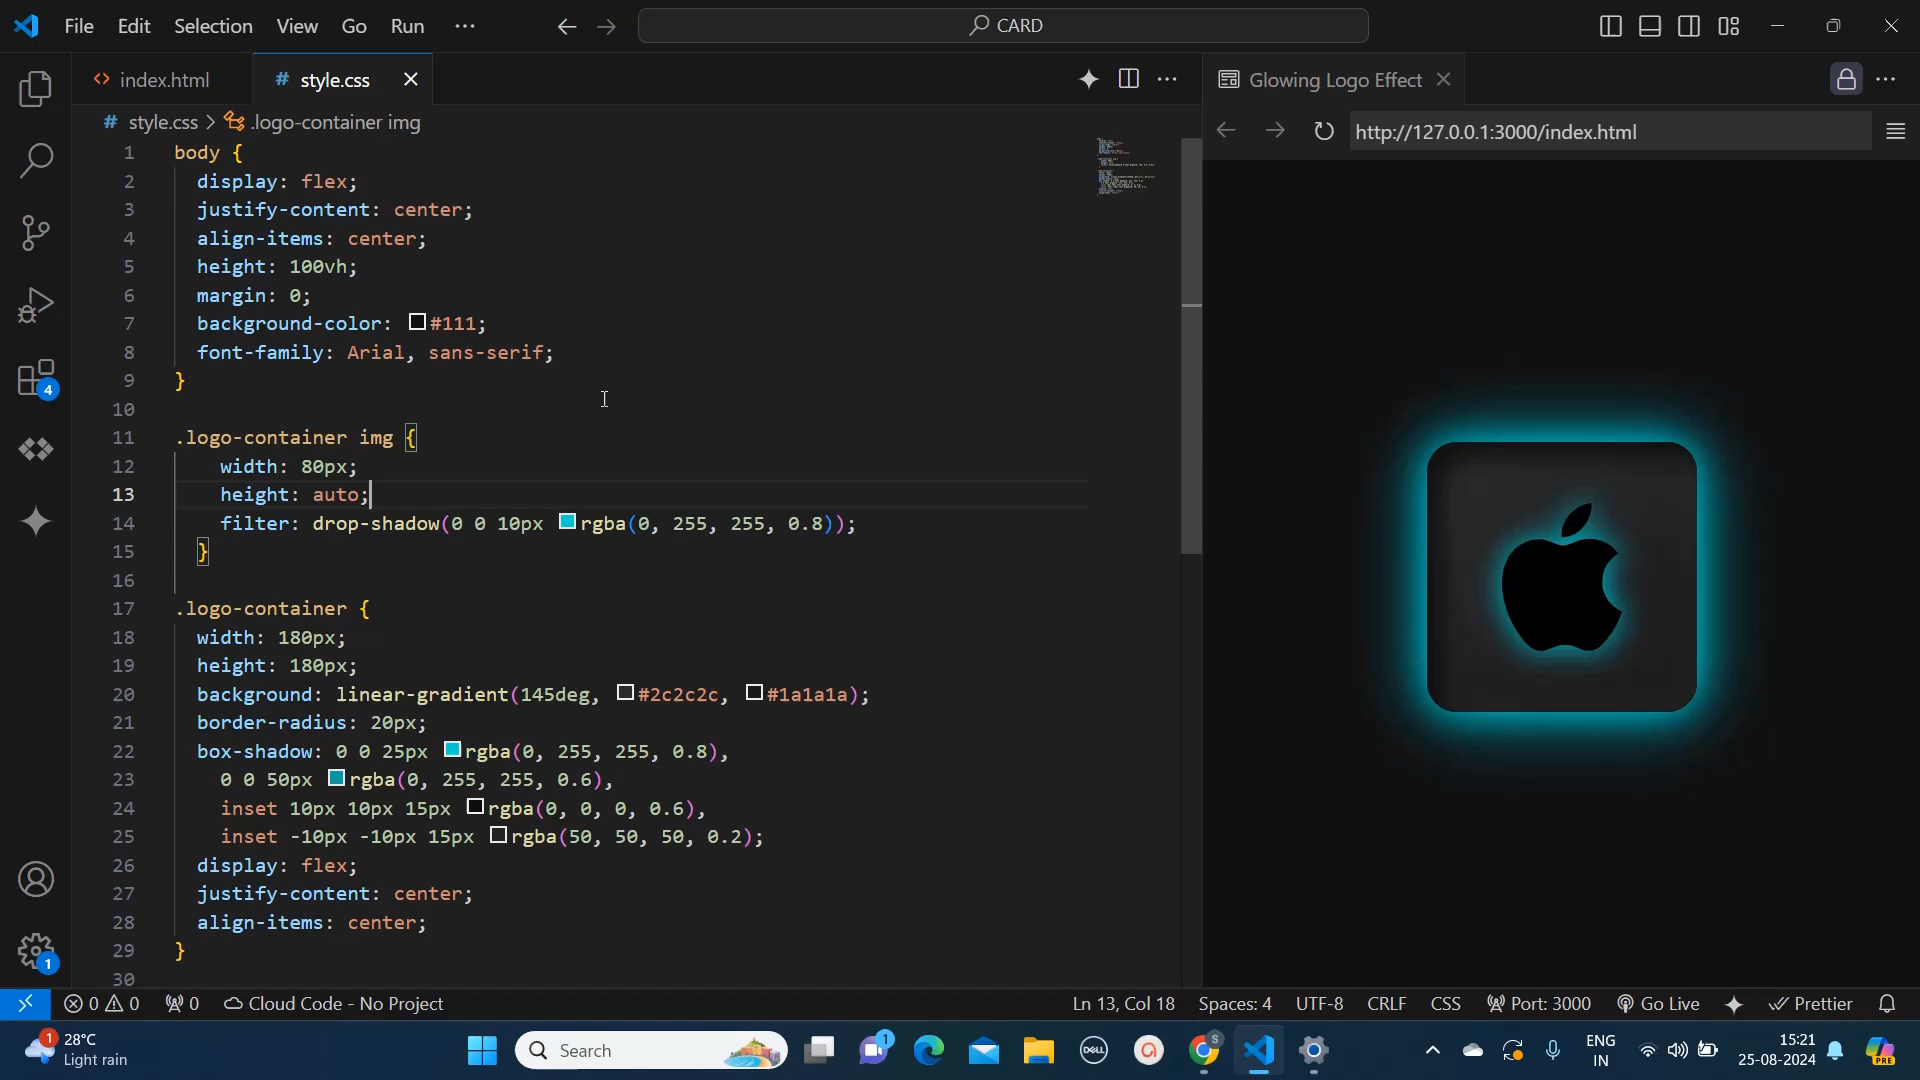 File Edit Selection View Go Run ··· CARD
index.html style.css Glowing Logo Effect
style.css > .logo-container img
http://127.0.0.1:3000/index.html
1 body {
2 display: flex;
3 justify-content: center;
4 align-items: center;
5 height: 100vh;
6 margin: 0;
7 background-color: #111;
8 font-family: Arial, sans-serif;
9 }
10
11 .logo-container img {
12 width: 80px;
13 height: auto;
14 filter: drop-shadow(0 0 10px rgba(0, 255, 255, 0.8));
15 }
16
17 .logo-container {
18 width: 180px;
19 height: 180px;
20 background: linear-gradient(145deg, #2c2c2c, #1a1a1a);
21 border-radius: 20px;
22 box-shadow: 0 0 25px rgba(0, 255, 255, 0.8),
23 0 0 50px rgba(0, 255, 255, 0.6),
24 inset 10px 10px 15px rgba(0, 0, 0, 0.6),
25 inset -10px -10px 15px rgba(50, 50, 50, 0.2);
26 display: flex;
27 justify-content: center;
28 align-items: center;
29 }
30
4
1
0 0 0 Cloud Code - No Project Ln 13, Col 18 Spaces: 4 UTF-8 CRLF CSS Port: 3000 Go Live Prettier
1 28°C
Light rain
Search
1
DELL
S
ENG
IN
15:21
25-08-2024
PRE